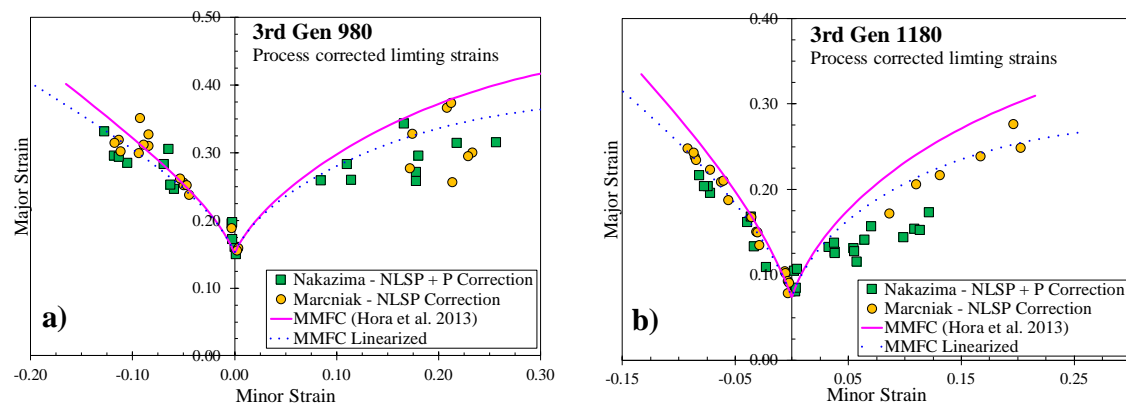 0.50
3rd Gen 980
Process corrected limting strains
0.40
0.30
0.20
0.10
0.00
Major Strain
a)
Nakazima - NLSP + P Correction
Marcniak - NLSP Correction
MMFC (Hora et al. 2013)
MMFC Linearized
-0.20
-0.10
0.00
0.10
0.20
0.30
Minor Strain
0.40
3rd Gen 1180
Process corrected limting strains
0.30
0.20
0.10
0.00
Major Strain
b)
Nakazima - NLSP + P Correction
Marcniak - NLSP Correction
MMFC (Hora et al. 2013)
MMFC Linearized
-0.15
-0.05
0.05
0.15
0.25
Minor Strain